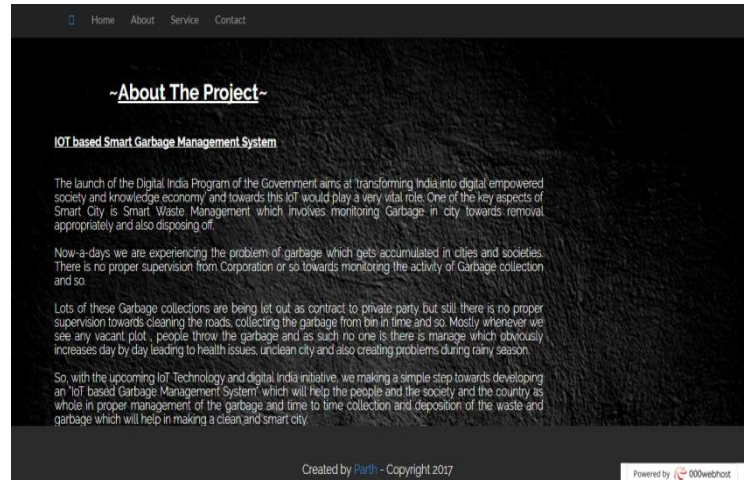 Home About Service Contact
~About The Project~
IOT based Smart Garbage Management System
The launch of the Digital India Program of the Government aims at 'transforming India into digital empowered
society and knowledge economy' and towards this IoT would play a very vital role. One of the key aspects of
Smart City is Smart Waste Management which involves monitoring Garbage in city towards removal
appropriately and also disposing off.
Now-a-days we are experiencing the problem of garbage which gets accumulated in cities and societies.
There is no proper supervision from Corporation or so towards monitoring the activity of Garbage collection
and so.
Lots of these Garbage collections are being let out as contract to private party but still there is no proper
supervision towards cleaning the roads, collecting the garbage from bin in time and so. Mostly whenever we
see any vacant plot , people throw the garbage and as such no one is there is manage which obviously
increases day by day leading to health issues, unclean city and also creating problems during rainy season.
So, with the upcoming IoT Technology and digital India initiative, we making a simple step towards developing
an "IoT based Garbage Management System" which will help the people and the society and the country as
whole in proper management of the garbage and time to time collection and deposition of the waste and
garbage which will help in making a clean and smart city.
Created by Parth - Copyright 2017
Powered by 000webhost